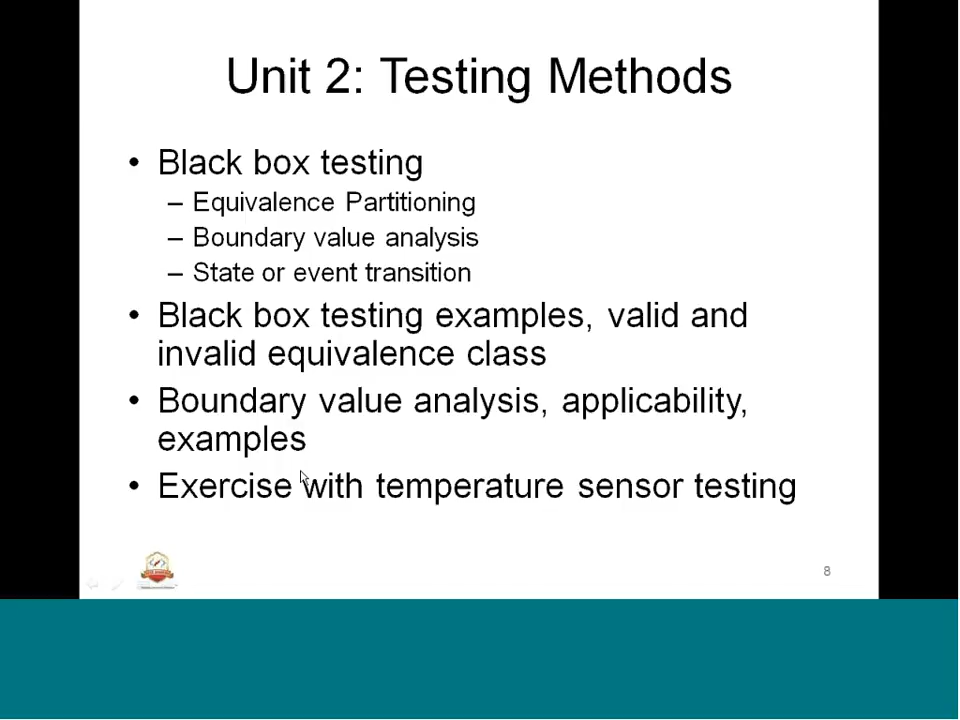 Unit 2: Testing Methods
• Black box testing
– Equivalence Partitioning
– Boundary value analysis
– State or event transition
• Black box testing examples, valid and
invalid equivalence class
• Boundary value analysis, applicability,
examples
• Exercise with temperature sensor testing
8